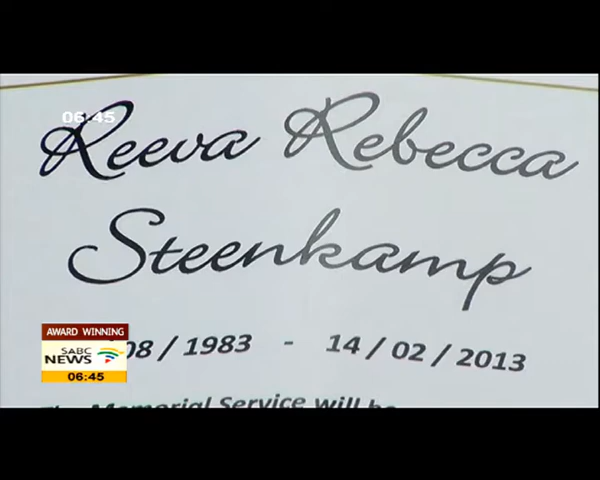 06:45
Reeva Rebecca
Steenkamp
08 / 1983 - 14 / 02 / 2013
Memorial Service will be
AWARD WINNING
SABC
NEWS
06:45